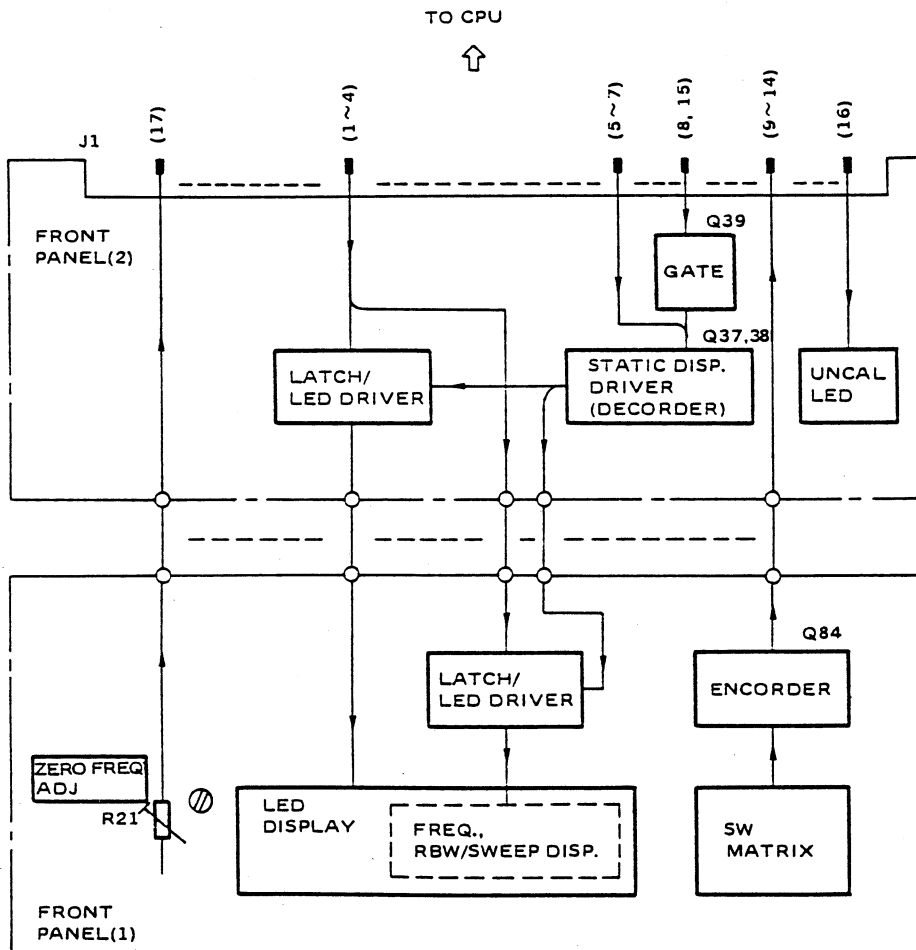 TO CPU
J1
(17)
(1~4)
(5~7)
(8, 15)
(9~14)
(16)
FRONT
PANEL(2)
Q39
GATE
Q37,38
LATCH/
LED DRIVER
STATIC DISP.
DRIVER
(DECORDER)
UNCAL
LED
Q84
LATCH/
LED DRIVER
ENCORDER
ZERO FREQ
ADJ
R21
LED
DISPLAY
FREQ.,
RBW/SWEEP DISP.
SW
MATRIX
FRONT
PANEL(1)